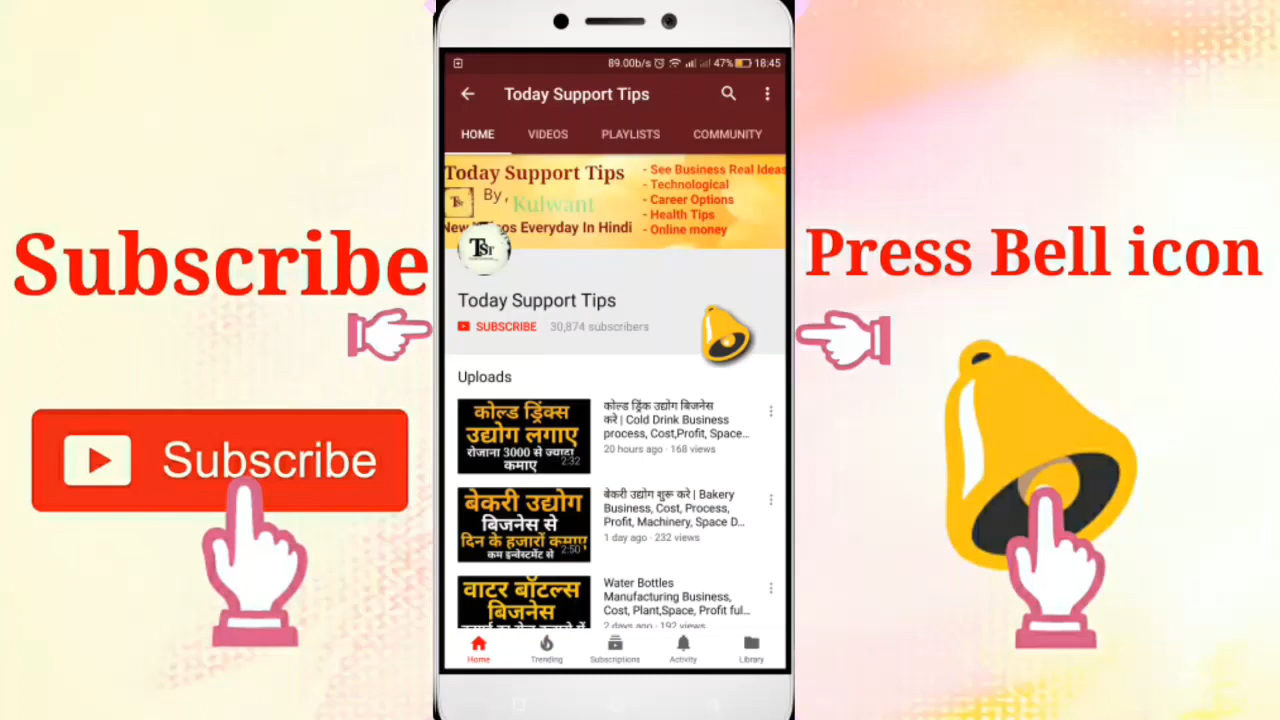 89.00b/s 47% 18:45
Today Support Tips
HOME VIDEOS PLAYLISTS COMMUNITY
Today Support Tips
By, Kulwant
Everyday In Hindi
- See Business Real Ideas
- Technological
- Career Options
- Health Tips
- Online money
TST
Subscribe
Press Bell icon
Today Support Tips
SUBSCRIBE 30,874 subscribers
Subscribe
Uploads
कोल्ड ड्रिंक्स
उद्योग लगाए
रोजाना 3000 से ज्यादा
कमाए
2:32
कोल्ड ड्रिंक उद्योग बिजनेस
करे | Cold Drink Business
process, Cost,Profit, Space...
20 hours ago · 168 views
बेकरी उद्योग
बिजनेस से
दिन के हजारों कमाए
कम इन्वेस्टमेंट से
2:50
बेकरी उद्योग शुरू करे | Bakery
Business, Cost, Process,
Profit, Machinery, Space D...
1 day ago · 232 views
वाटर बॉटल्स
बिजनेस
Water Bottles
Manufacturing Business,
Cost, Plant,Space, Profit ful...
2 days ago · 192 views
Home Trending Subscriptions Activity Library